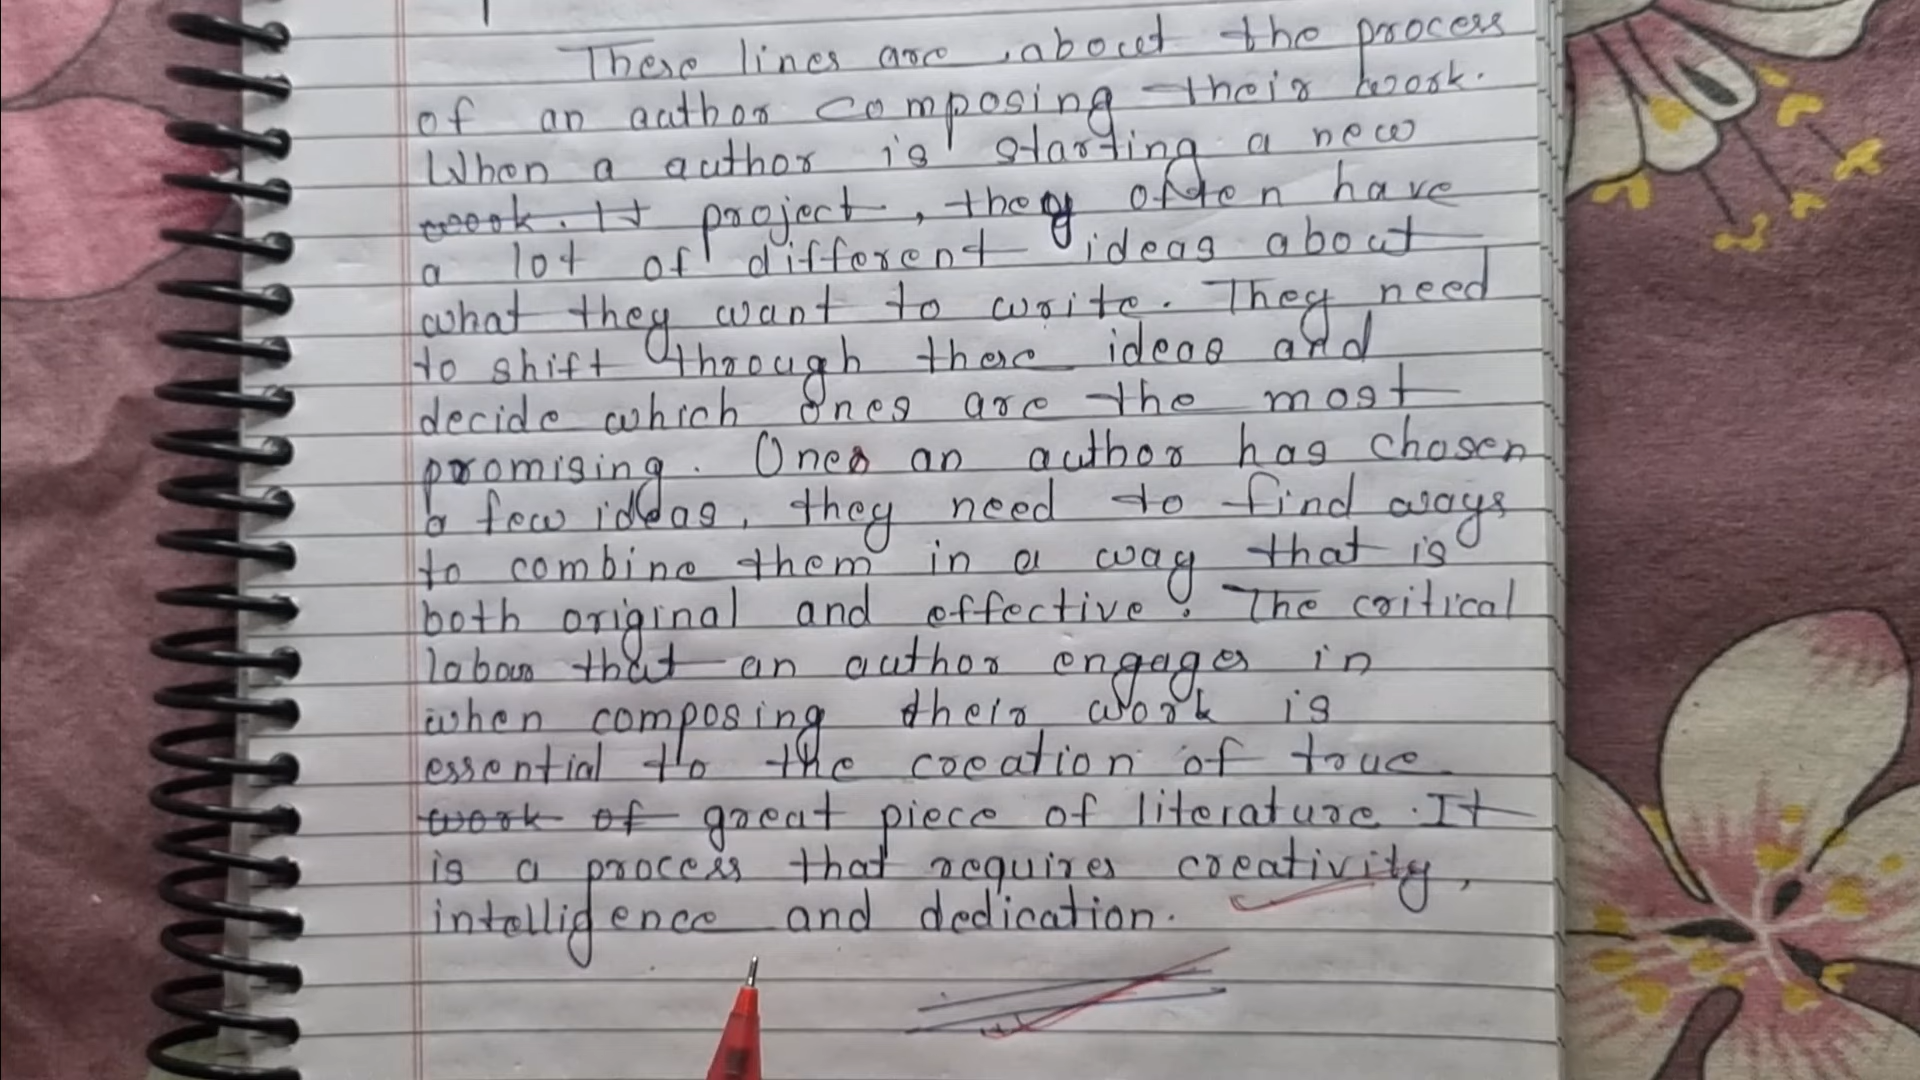 These lines are about the process
of an author composing their work.
When a author is starting a new
work. It project, they often have
a lot of different ideas about
what they want to write. They need
to shift through these ideas and
decide which ones are the most
promising. Ones an author has chosen
a few ideas, they need to find ways
to combine them in a way that is
both original and effective. The critical
labour that an author engages in
when composing their work is
essential to the creation of true
work of great piece of literature. It
is a process that requires creativity,
intelligence and dedication.